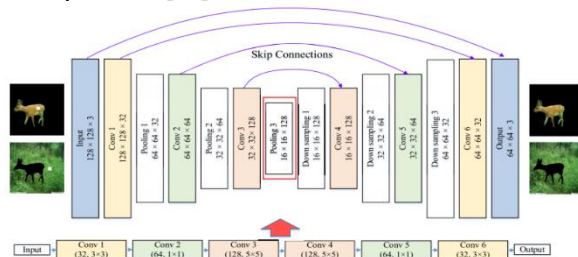 Skip Connections
Input
128 × 128 × 3
Conv 1
128 × 128 × 32
Pooling 1
64 × 64 × 32
Conv 2
64 × 64 × 64
Pooling 2
32 × 32 × 64
Conv 3
32 × 32× 128
Pooling 3
16 × 16 × 128
Down sampling 1
16 × 16 × 128
Conv 4
16 × 16 × 128
Down sampling 2
32 × 32 × 64
Conv 5
32 × 32 × 64
Down sampling 3
64 × 64 × 32
Conv 6
64 × 64 × 32
Output
64 × 64 × 3
Input
Conv 1
(32, 3×3)
Conv 2
(64, 1×1)
Conv 3
(128, 5×5)
Conv 4
(128, 5×5)
Conv 5
(64, 1×1)
Conv 6
(32, 3×3)
Output